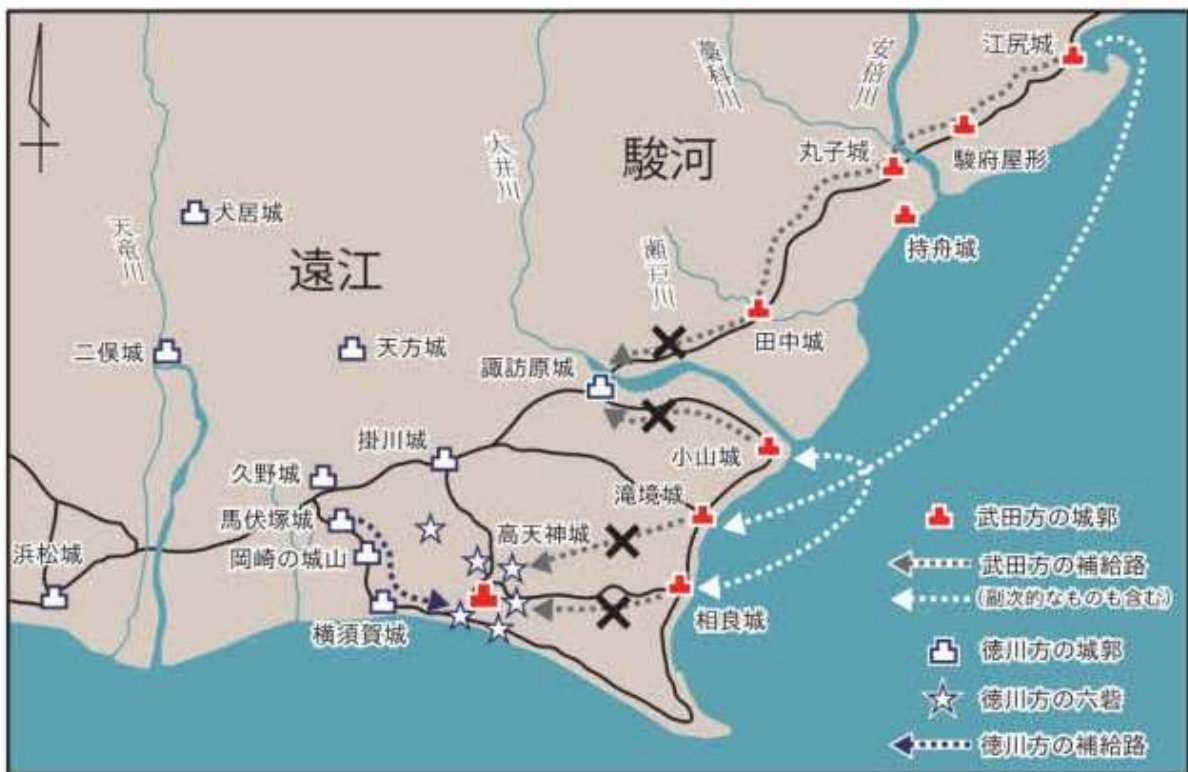 江尻城
安倍川
藁科川
駿府屋形
丸子城
駿河
持舟城
大井川
瀬戸川
田中城
犬居城
天竜川
遠江
二俣城
天方城
諏訪原城
掛川城
小山城
久野城
滝境城
馬伏塚城
高天神城
浜松城
岡崎の城山
横須賀城
相良城
武田方の城郭
武田方の補給路
(副次的なものも含む)
徳川方の城郭
徳川方の六砦
徳川方の補給路